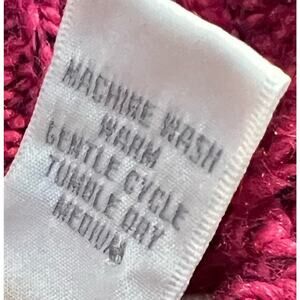 MACHINE WASH
WARM
GENTLE CYCLE
TUMBLE DRY
MEDIUM